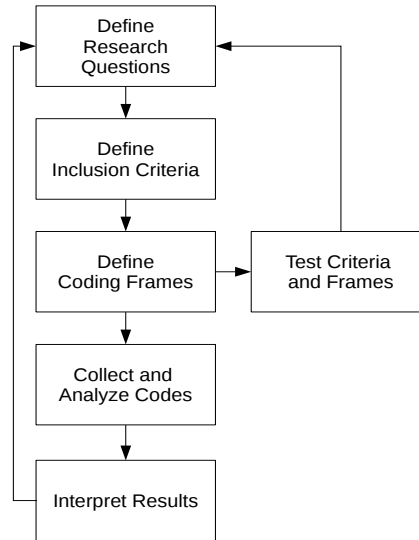 Define
Research
Questions
Define
Inclusion Criteria
Define
Coding Frames
Test Criteria
and Frames
Collect and
Analyze Codes
Interpret Results